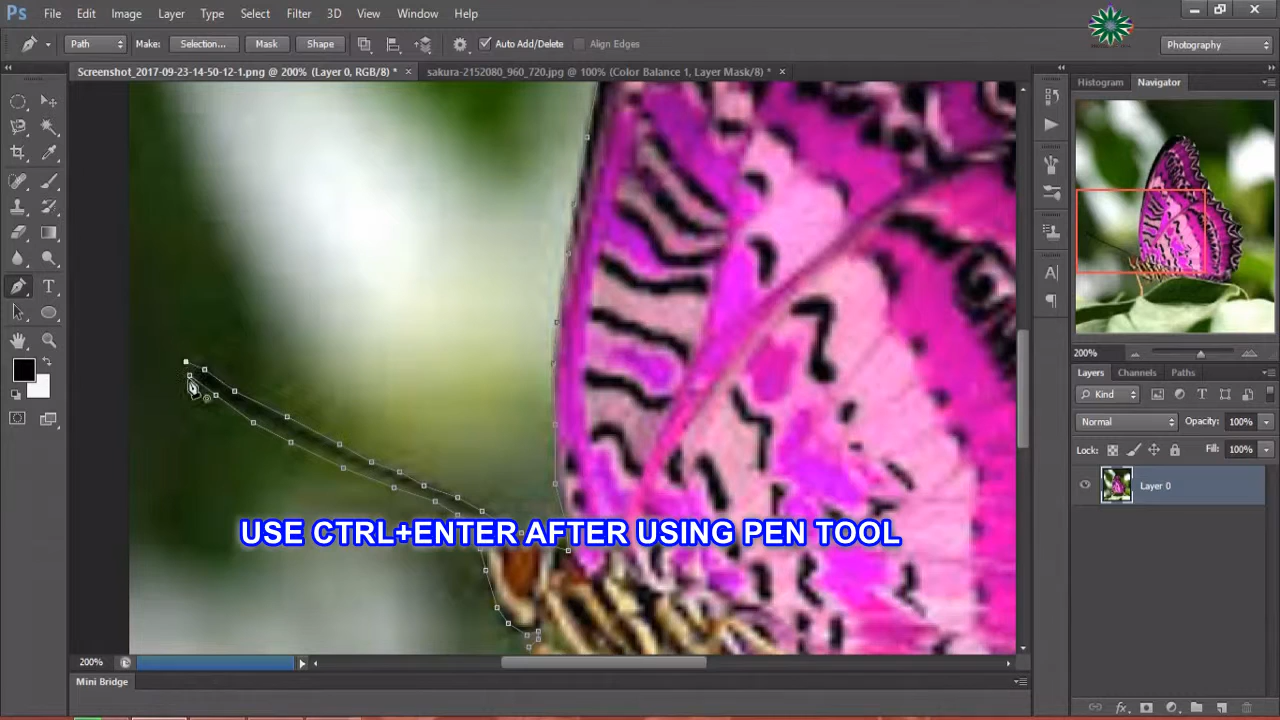 Ps File Edit Image Layer Type Select Filter 3D View Window Help
Path Make: Selection... Mask Shape Auto Add/Delete Align Edges Photography
Screenshot_2017-09-23-14-50-12-1.png @ 200% (Layer 0, RGB/8) * × sakura-2152080_960_720.jpg @ 100% (Color Balance 1, Layer Mask/8) * ×
Histogram Navigator
200%
Layers Channels Paths
Kind
Normal Opacity: 100%
Lock: Fill: 100%
Layer 0
USE CTRL+ENTER AFTER USING PEN TOOL
200%
Mini Bridge